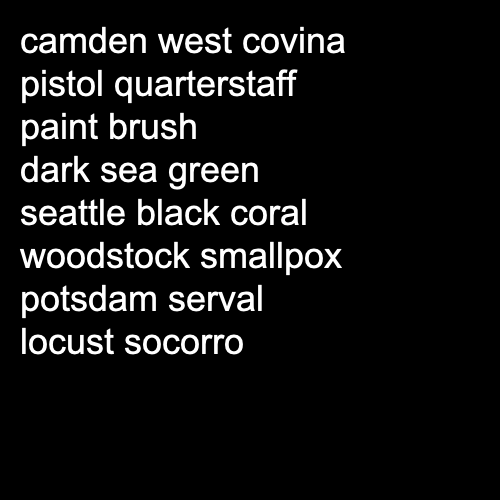 camden west covina
pistol quarterstaff
paint brush
dark sea green
seattle black coral
woodstock smallpox
potsdam serval
locust socorro